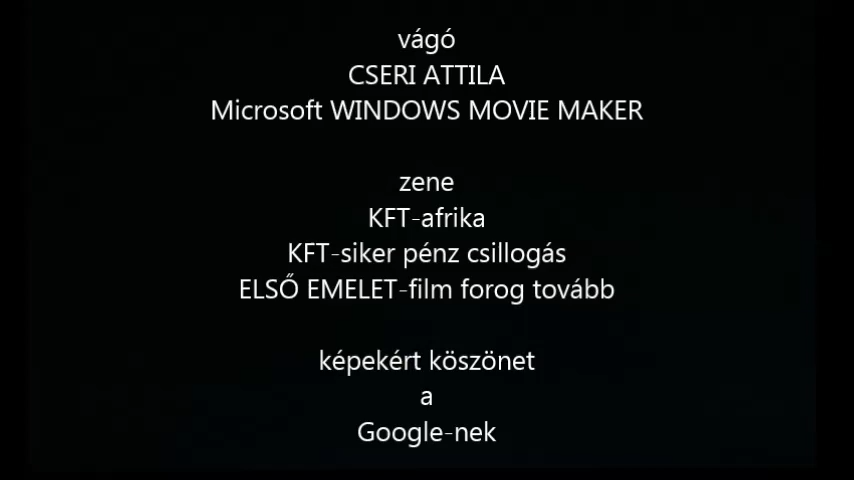 vágó
CSERI ATTILA
Microsoft WINDOWS MOVIE MAKER
zene
KFT-afrika
KFT-siker pénz csillogás
ELSŐ EMELET-film forog tovább
képekért köszönet
a
Google-nek